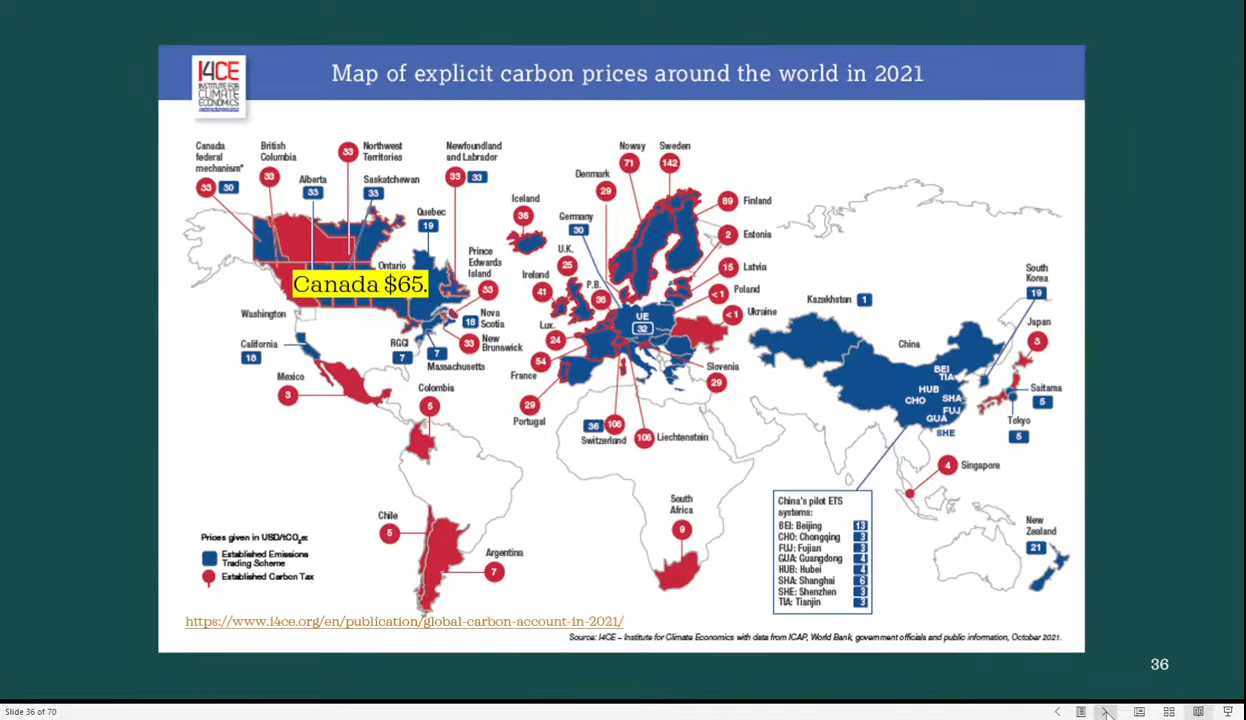 I4CE
INSTITUTE FOR
CLIMATE
ECONOMICS
Map of explicit carbon prices around the world in 2021
Canada
federal
mechanism*
33 30
British
Columbia
33
Alberta
33
Northwest
Territories
33
Saskatchewan
33
Newfoundland
and Labrador
33 33
Quebec
19
Ontario
Prince
Edwards
Island
33
Canada $65.
Nova
Scotia
18
New
Brunswick
33
Washington
California
18
RGGI
7
Massachusetts
7
Mexico
3
Colombia
5
Chile
5
Argentina
7
Iceland
36
Ireland
41
U.K.
25
Germany
30
Denmark
29
Noway
71
Sweden
142
Finland
89
Estonia
2
Latvia
15
Poland
<1
Ukraine
<1
P.B.
36
Lux.
24
UE
32
France
54
Portugal
29
Switzerland
36 106
Liechtenstein
106
Slovenia
29
South
Africa
9
Kazakhstan 1
China
BEI
TIA
HUB
CHO
SHA
FUJ
GUA
SHE
South
Korea
19
Japan
3
Saitama
5
Tokyo
5
Singapore
4
New
Zealand
21
China's pilot ETS
systems:
BEI: Beijing 13
CHO: Chongqing 3
FUJ: Fujian 3
GUA: Guangdong 4
HUB: Hubei 4
SHA: Shanghai 6
SHE: Shenzhen 3
TIA: Tianjin 3
Prices given in USD/tCO₂e:
Established Emissions
Trading Scheme
Established Carbon Tax
https://www.i4ce.org/en/publication/global-carbon-account-in-2021/
Source: I4CE – Institute for Climate Economics with data from ICAP, World Bank, government officials and public information, October 2021.
36
Slide 36 of 70